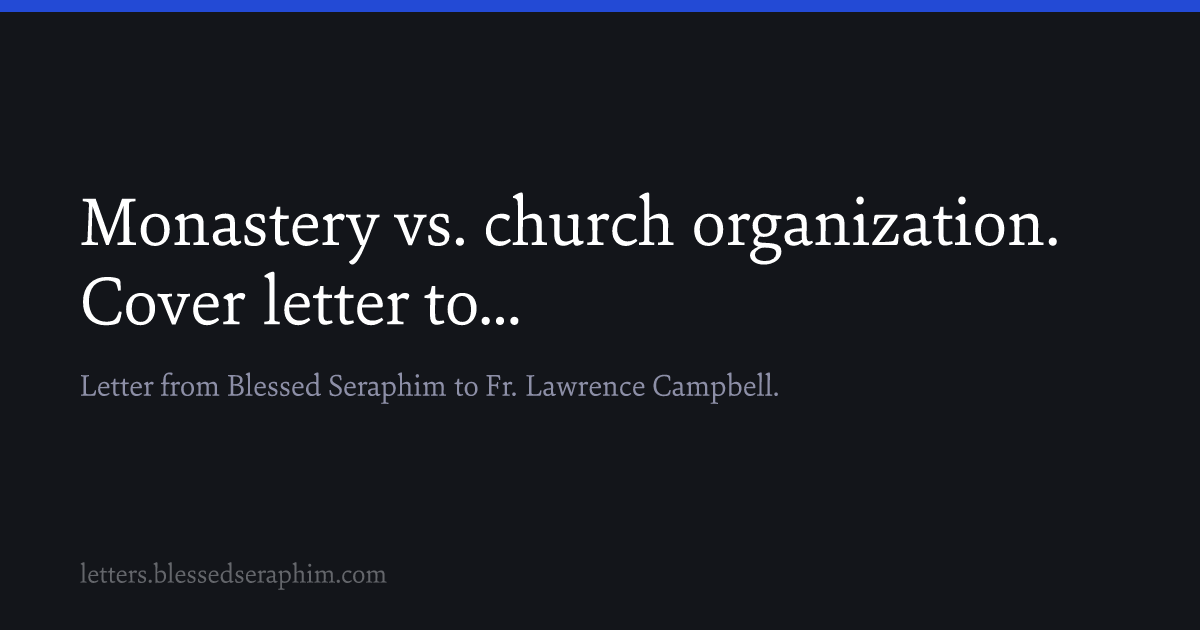 Monastery vs. church organization.
Cover letter to...
Letter from Blessed Seraphim to Fr. Lawrence Campbell.
letters.blessedseraphim.com